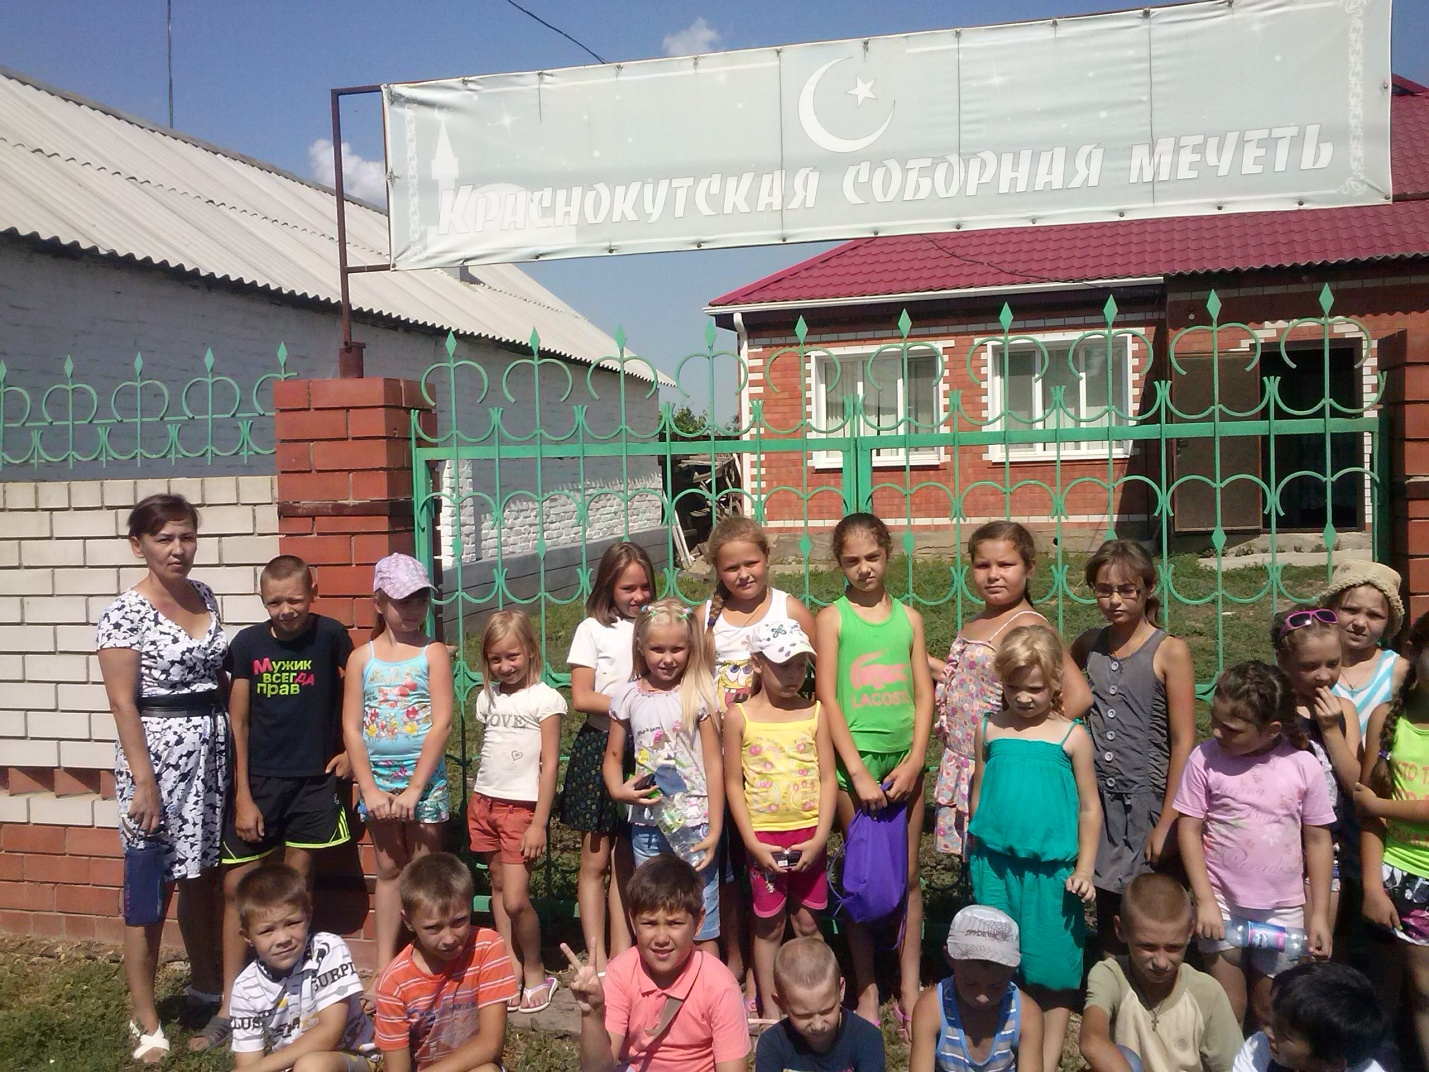 Краснокутская соборная мечеть
Мужик
всегДА
прав
LOVE
LACOSTE